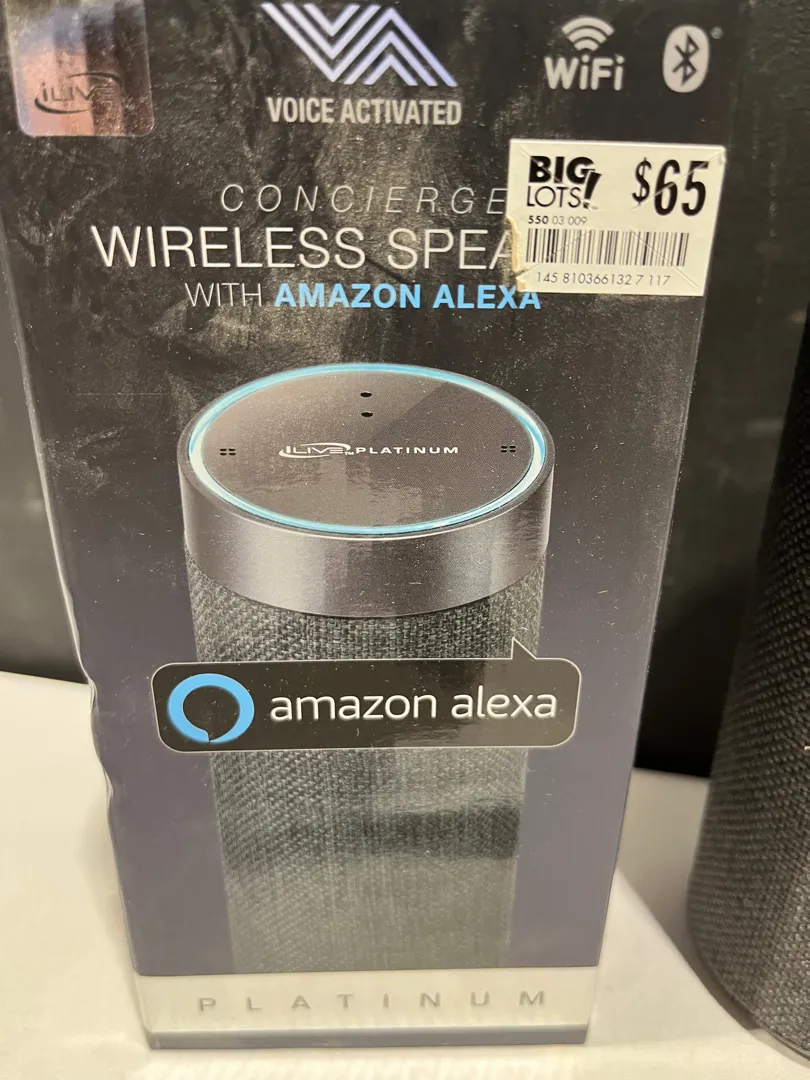 iLIVE
VOICE ACTIVATED
WiFi
CONCIERGE
WIRELESS SPEA
WITH AMAZON ALEXA
BIG
LOTS!
$65
550 03 009
145 810366132 7 117
iLIVE™ PLATINUM
amazon alexa
PLATINUM